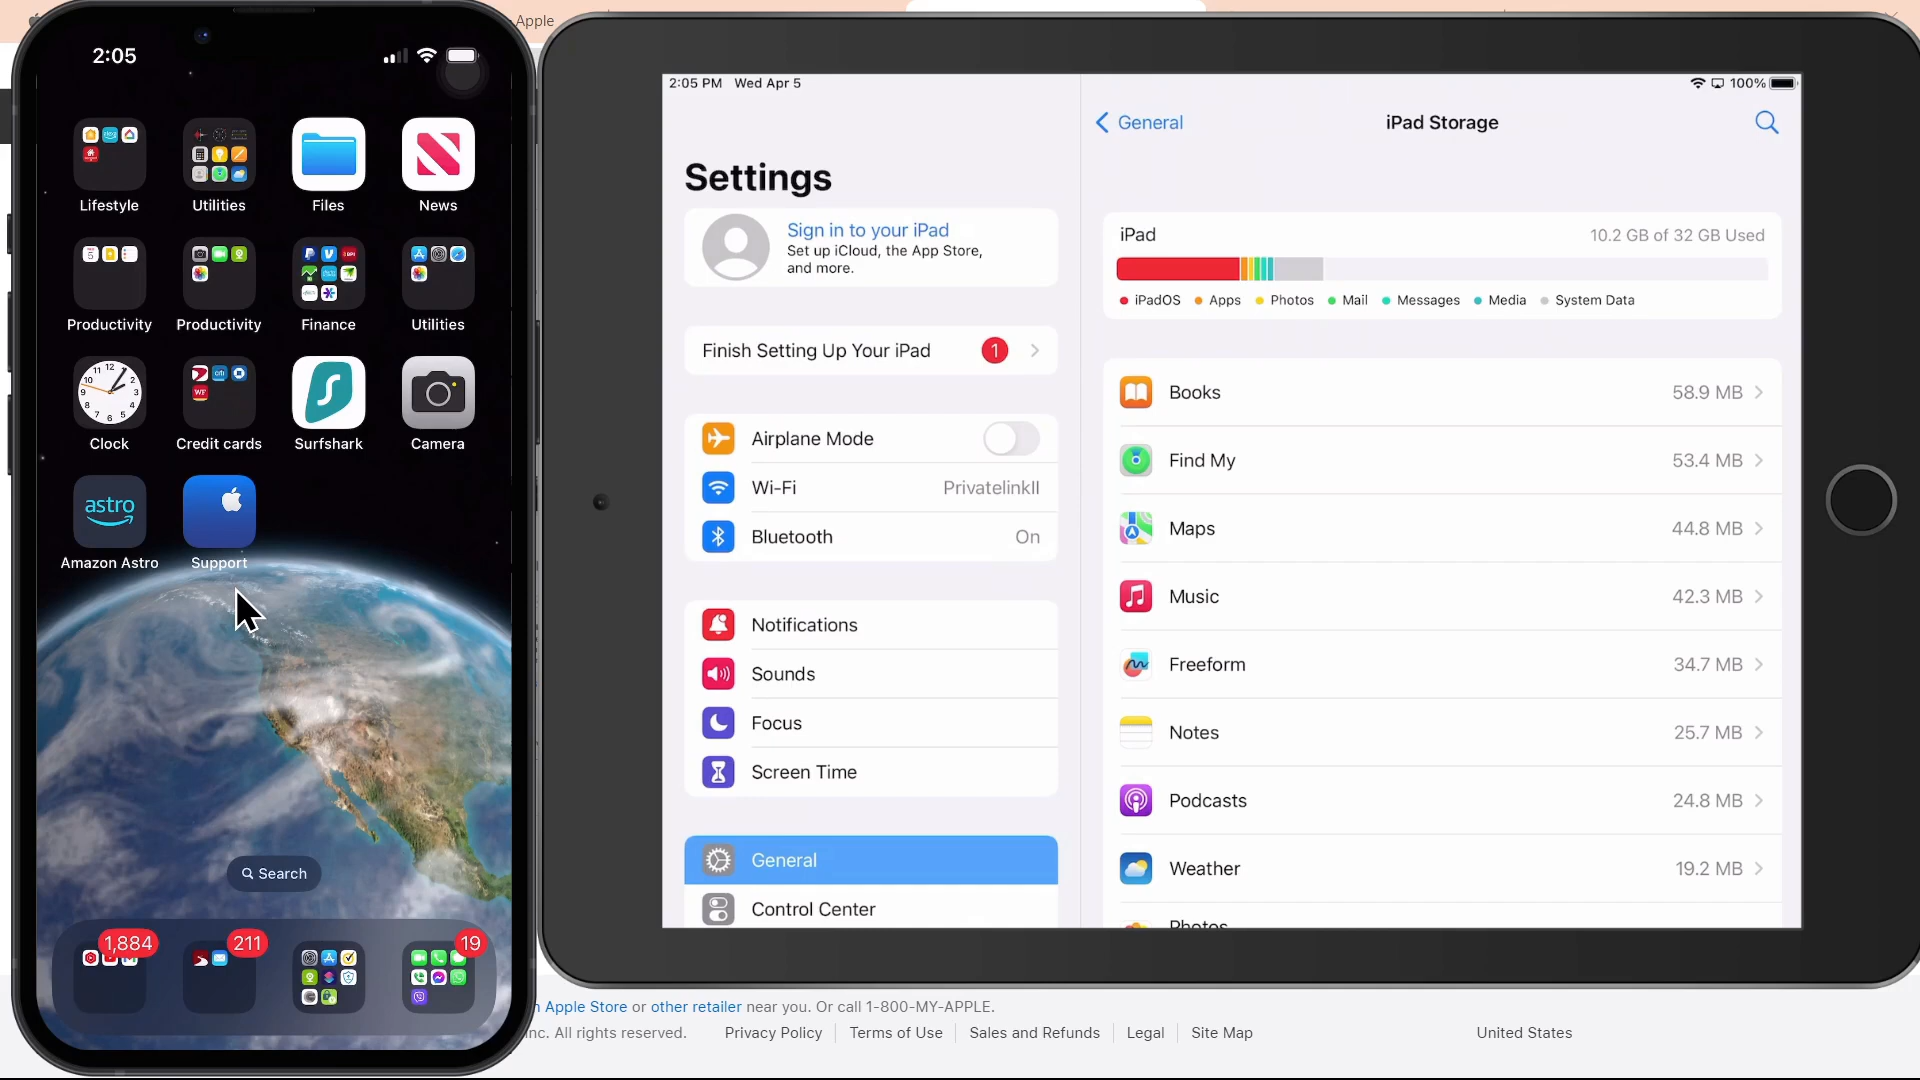 Apple
2:05
Lifestyle
Utilities
Files
News
Productivity
Productivity
Finance
Utilities
Clock
Credit cards
Surfshark
Camera
astro
Amazon Astro
Support
Search
1,884
211
19
2:05 PM Wed Apr 5
100%
General
iPad Storage
Settings
Sign in to your iPad
Set up iCloud, the App Store,
and more.
Finish Setting Up Your iPad
1
Airplane Mode
Wi-Fi
PrivatelinkII
Bluetooth
On
Notifications
Sounds
Focus
Screen Time
General
Control Center
iPad
10.2 GB of 32 GB Used
iPadOS
Apps
Photos
Mail
Messages
Media
System Data
Books
58.9 MB
Find My
53.4 MB
Maps
44.8 MB
Music
42.3 MB
Freeform
34.7 MB
Notes
25.7 MB
Podcasts
24.8 MB
Weather
19.2 MB
Photos
Apple Store or other retailer near you. Or call 1-800-MY-APPLE.
Inc. All rights reserved.
Privacy Policy
Terms of Use
Sales and Refunds
Legal
Site Map
United States